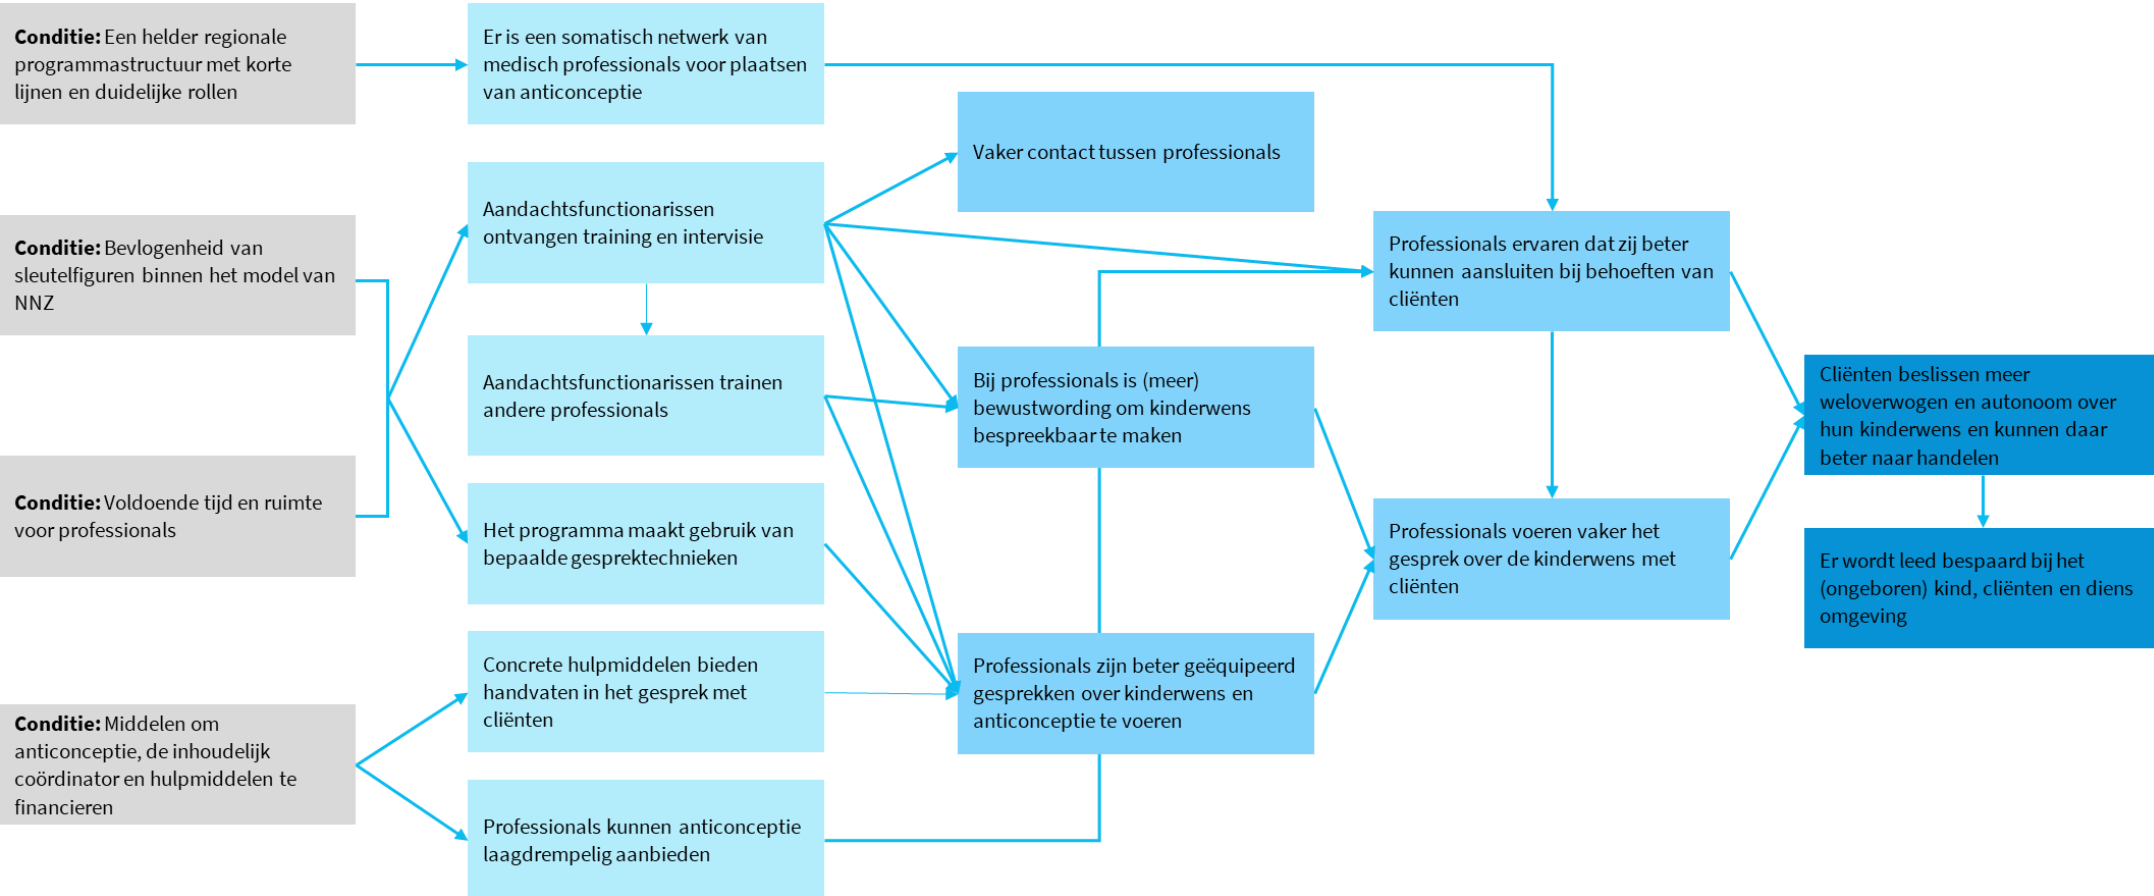 Conditie: Een helder regionale
programmastructuur met korte
lijnen en duidelijke rollen
Conditie: Bevlogenheid van
sleutelfiguren binnen het model van
NNZ
Conditie: Voldoende tijd en ruimte
voor professionals
Conditie: Middelen om
anticonceptie, de inhoudelijk
coördinator en hulpmiddelen te
financieren
Er is een somatisch netwerk van
medisch professionals voor plaatsen
van anticonceptie
Aandachtsfunctionarissen
ontvangen training en intervisie
Aandachtsfunctionarissen trainen
andere professionals
Het programma maakt gebruik van
bepaalde gesprektechnieken
Concrete hulpmiddelen bieden
handvaten in het gesprek met
cliënten
Professionals kunnen anticonceptie
laagdrempelig aanbieden
Vaker contact tussen professionals
Bij professionals is (meer)
bewustwording om kinderwens
bespreekbaar te maken
Professionals zijn beter geëquipeerd
gesprekken over kinderwens en
anticonceptie te voeren
Professionals ervaren dat zij beter
kunnen aansluiten bij behoeften van
cliënten
Professionals voeren vaker het
gesprek over de kinderwens met
cliënten
Cliënten beslissen meer
weloverwogen en autonoom over
hun kinderwens en kunnen daar
beter naar handelen
Er wordt leed bespaard bij het
(ongeboren) kind, cliënten en diens
omgeving